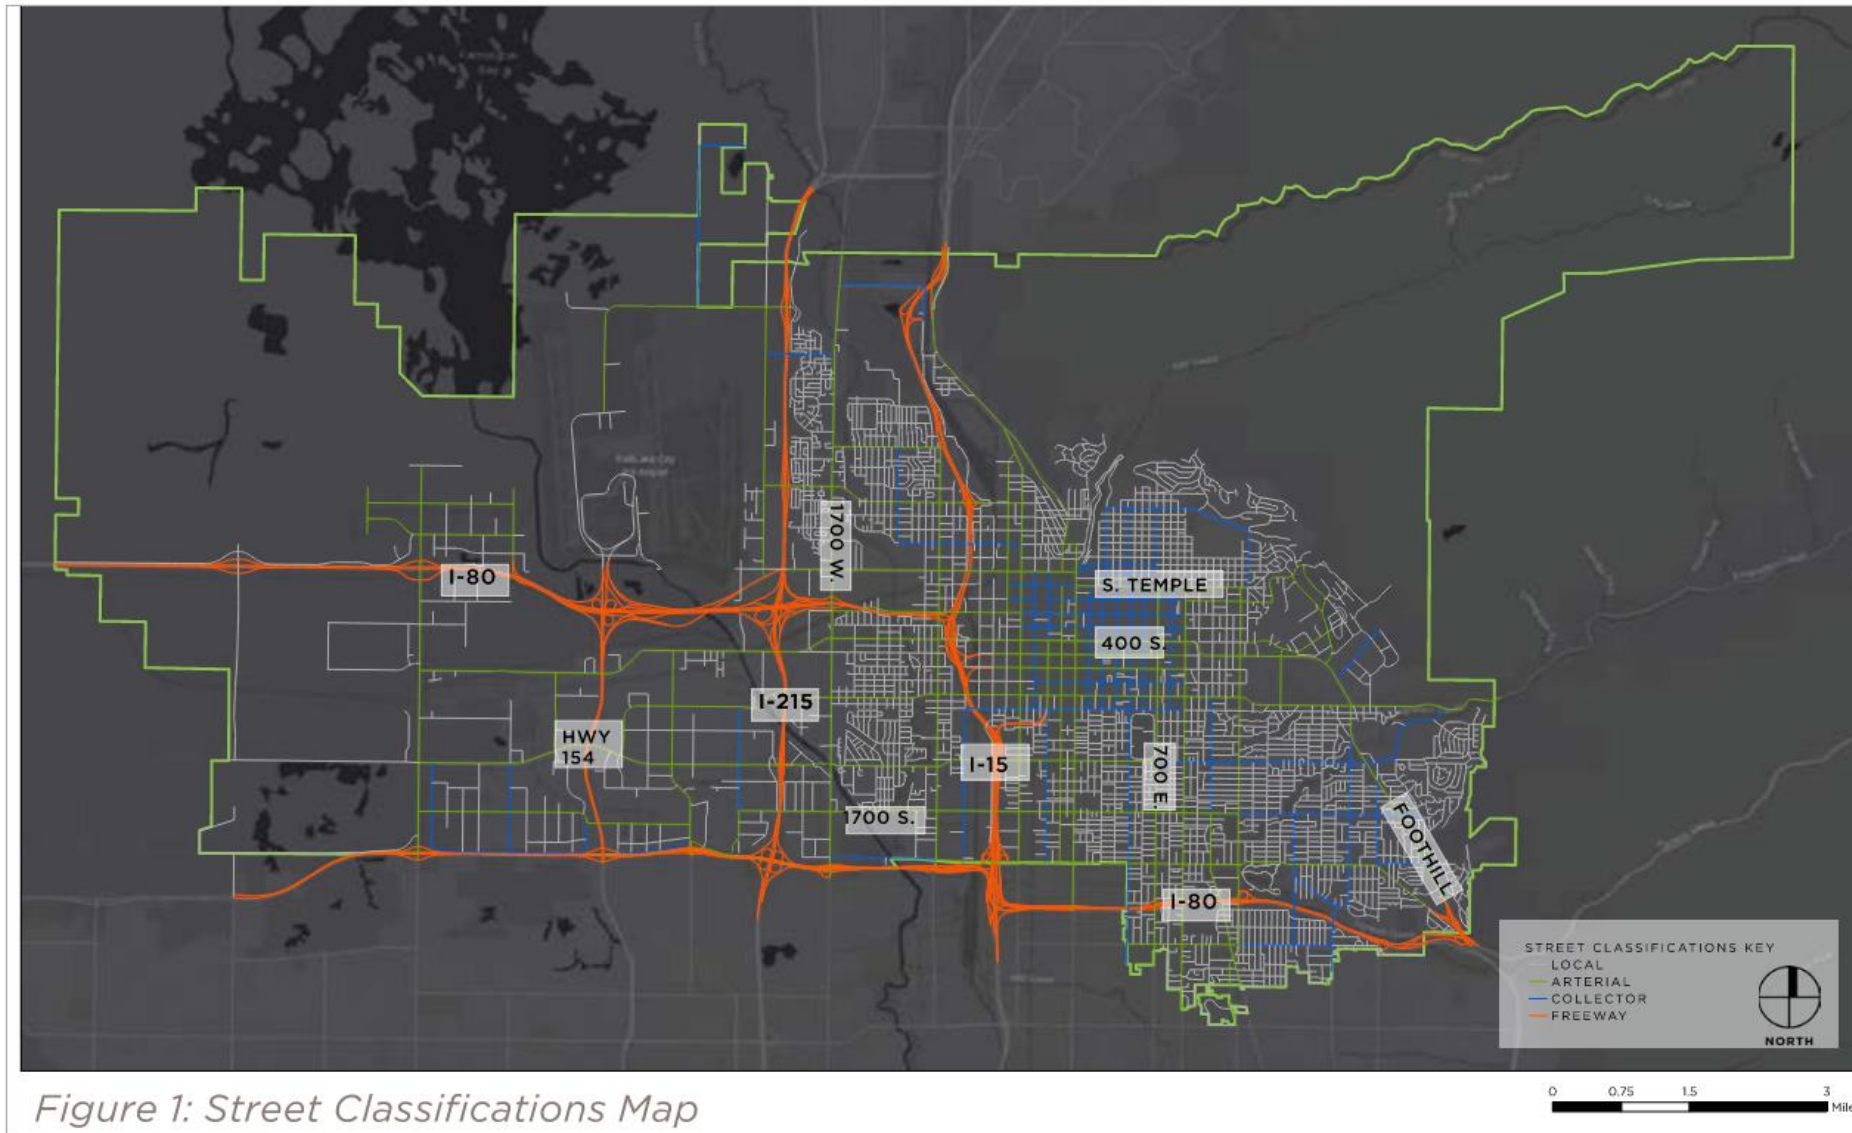 1700 W.
I-80
S. TEMPLE
400 S.
I-215
HWY
154
I-15
700 E.
1700 S.
FOOTHILL
I-80
STREET CLASSIFICATIONS KEY
LOCAL
ARTERIAL
COLLECTOR
FREEWAY
NORTH
Figure 1: Street Classifications Map
0 0.75 1.5 3
Mile